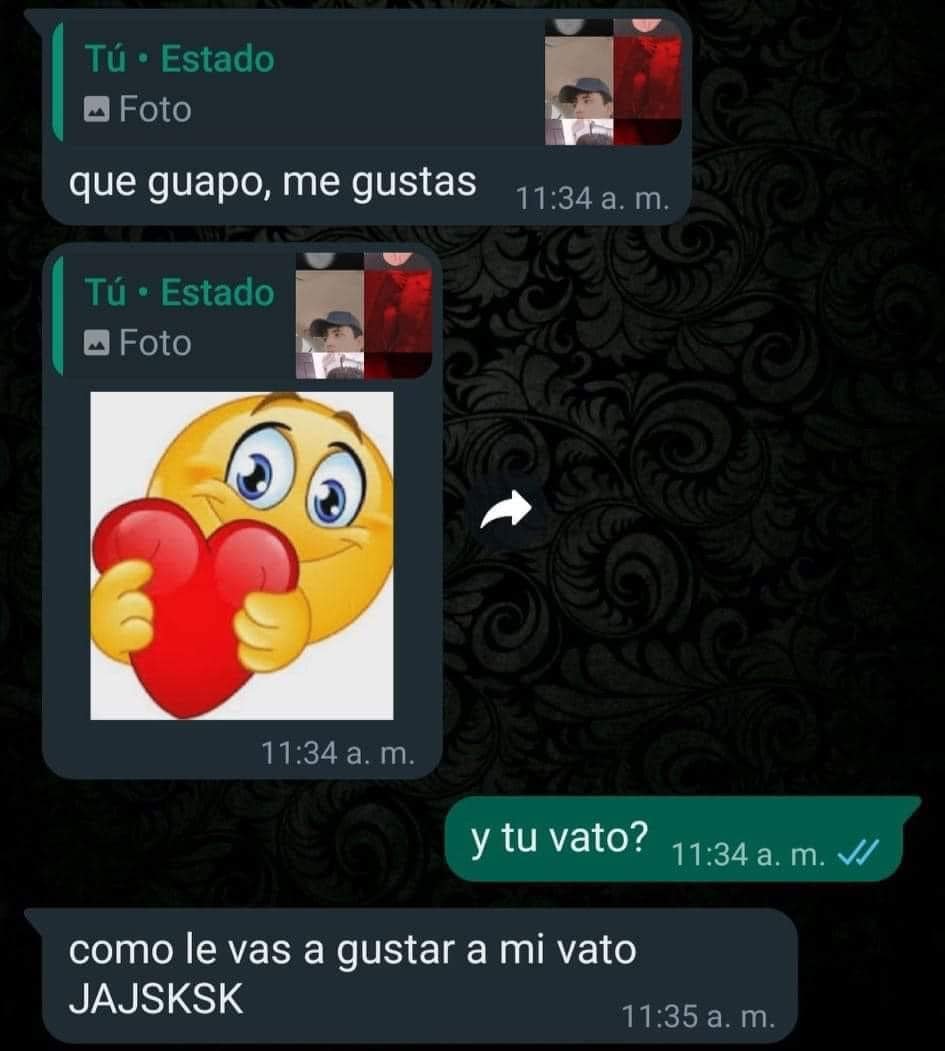 Tú • Estado
Foto
que guapo, me gustas 11:34 a. m.
Tú • Estado
Foto
11:34 a. m.
y tu vato? 11:34 a. m.
como le vas a gustar a mi vato
JAJSKSK
11:35 a. m.